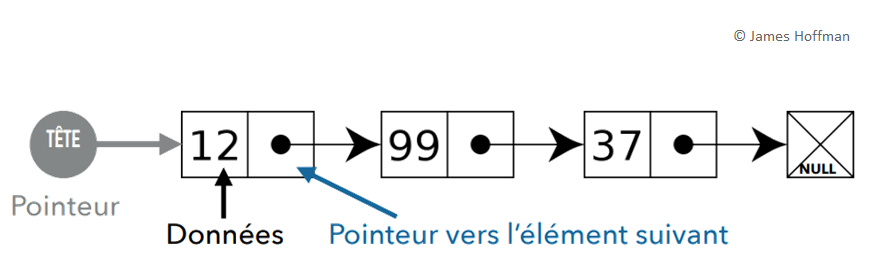 © James Hoffman
TÊTE
12
99
37
NULL
Pointeur
Données
Pointeur vers l’élément suivant